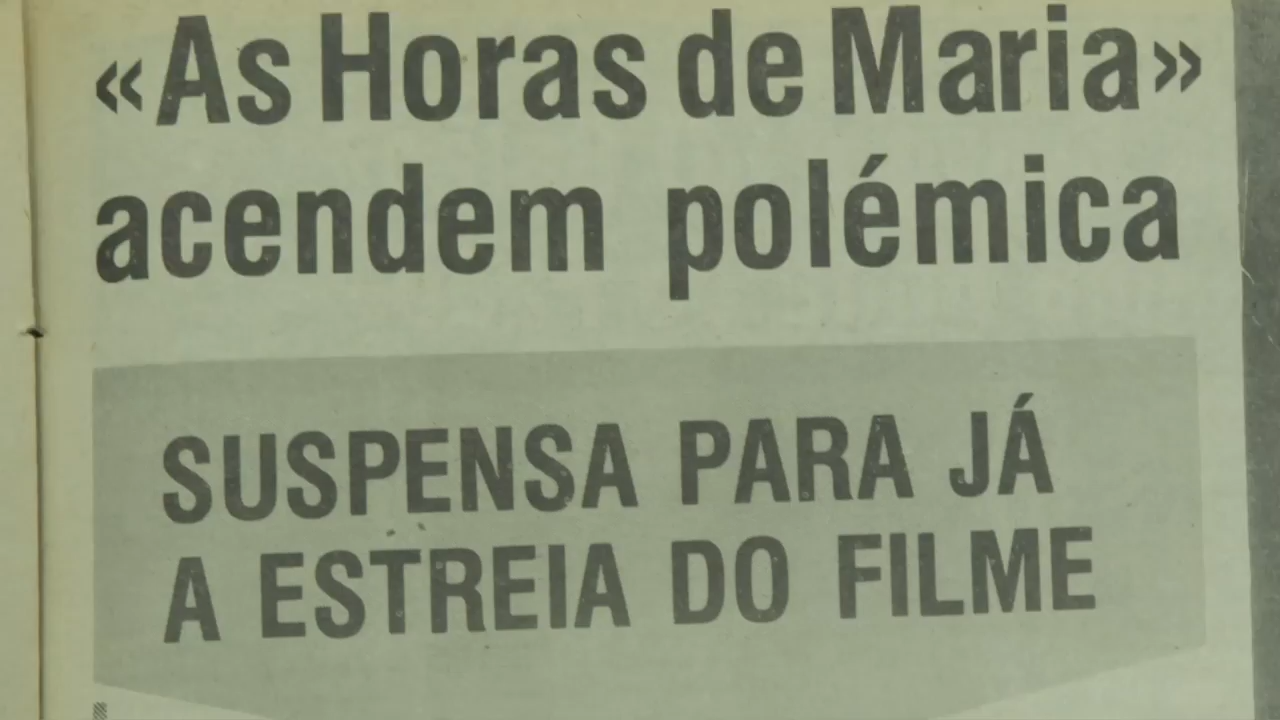 «As Horas de Maria»
acendem polémica
SUSPENSA PARA JÁ
A ESTREIA DO FILME